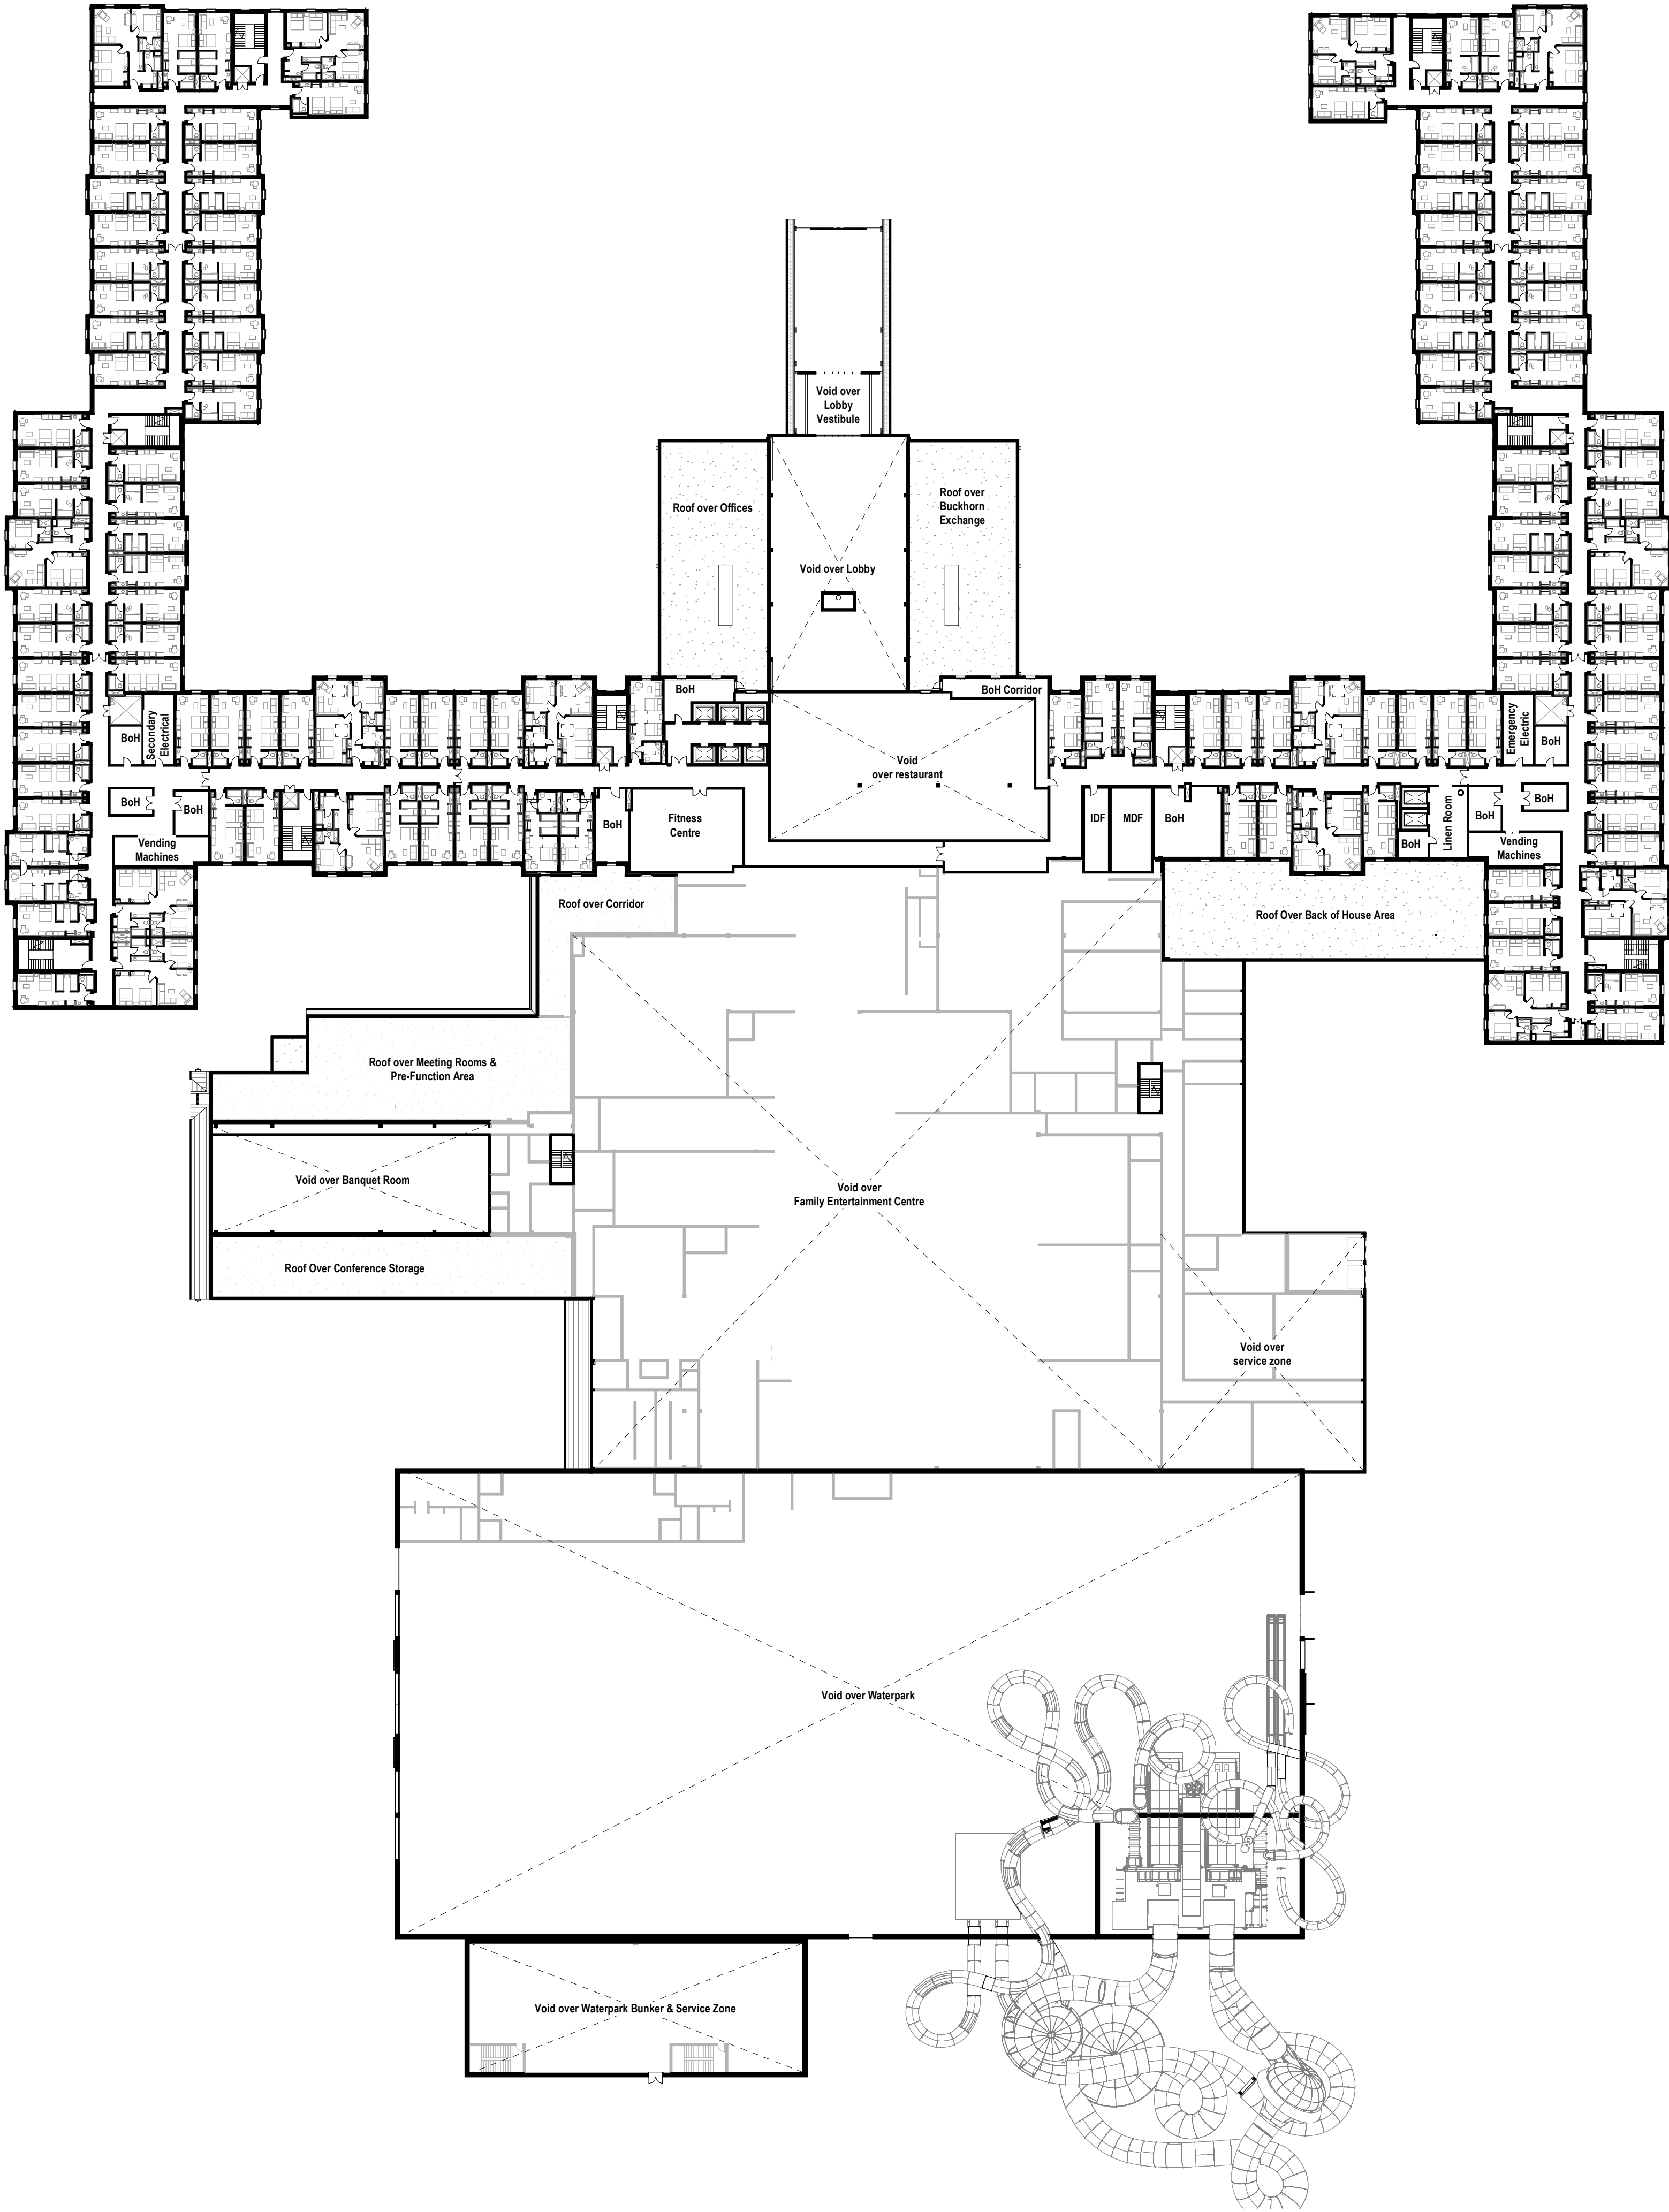 Void over
Lobby
Vestibule
Roof over Offices
Void over Lobby
Roof over
Buckhorn
Exchange
BoH
BoH Corridor
BoH
Secondary
Electrical
Void
over restaurant
Emergency
Electric
BoH
BoH
BoH
Vending
Machines
BoH
Fitness
Centre
IDF
MDF
BoH
BoH
Linen Room
BoH
BoH
Vending
Machines
Roof over Corridor
Roof Over Back of House Area
Roof over Meeting Rooms &
Pre-Function Area
Void over Banquet Room
Void over
Family Entertainment Centre
Roof Over Conference Storage
Void over
service zone
Void over Waterpark
Void over Waterpark Bunker & Service Zone